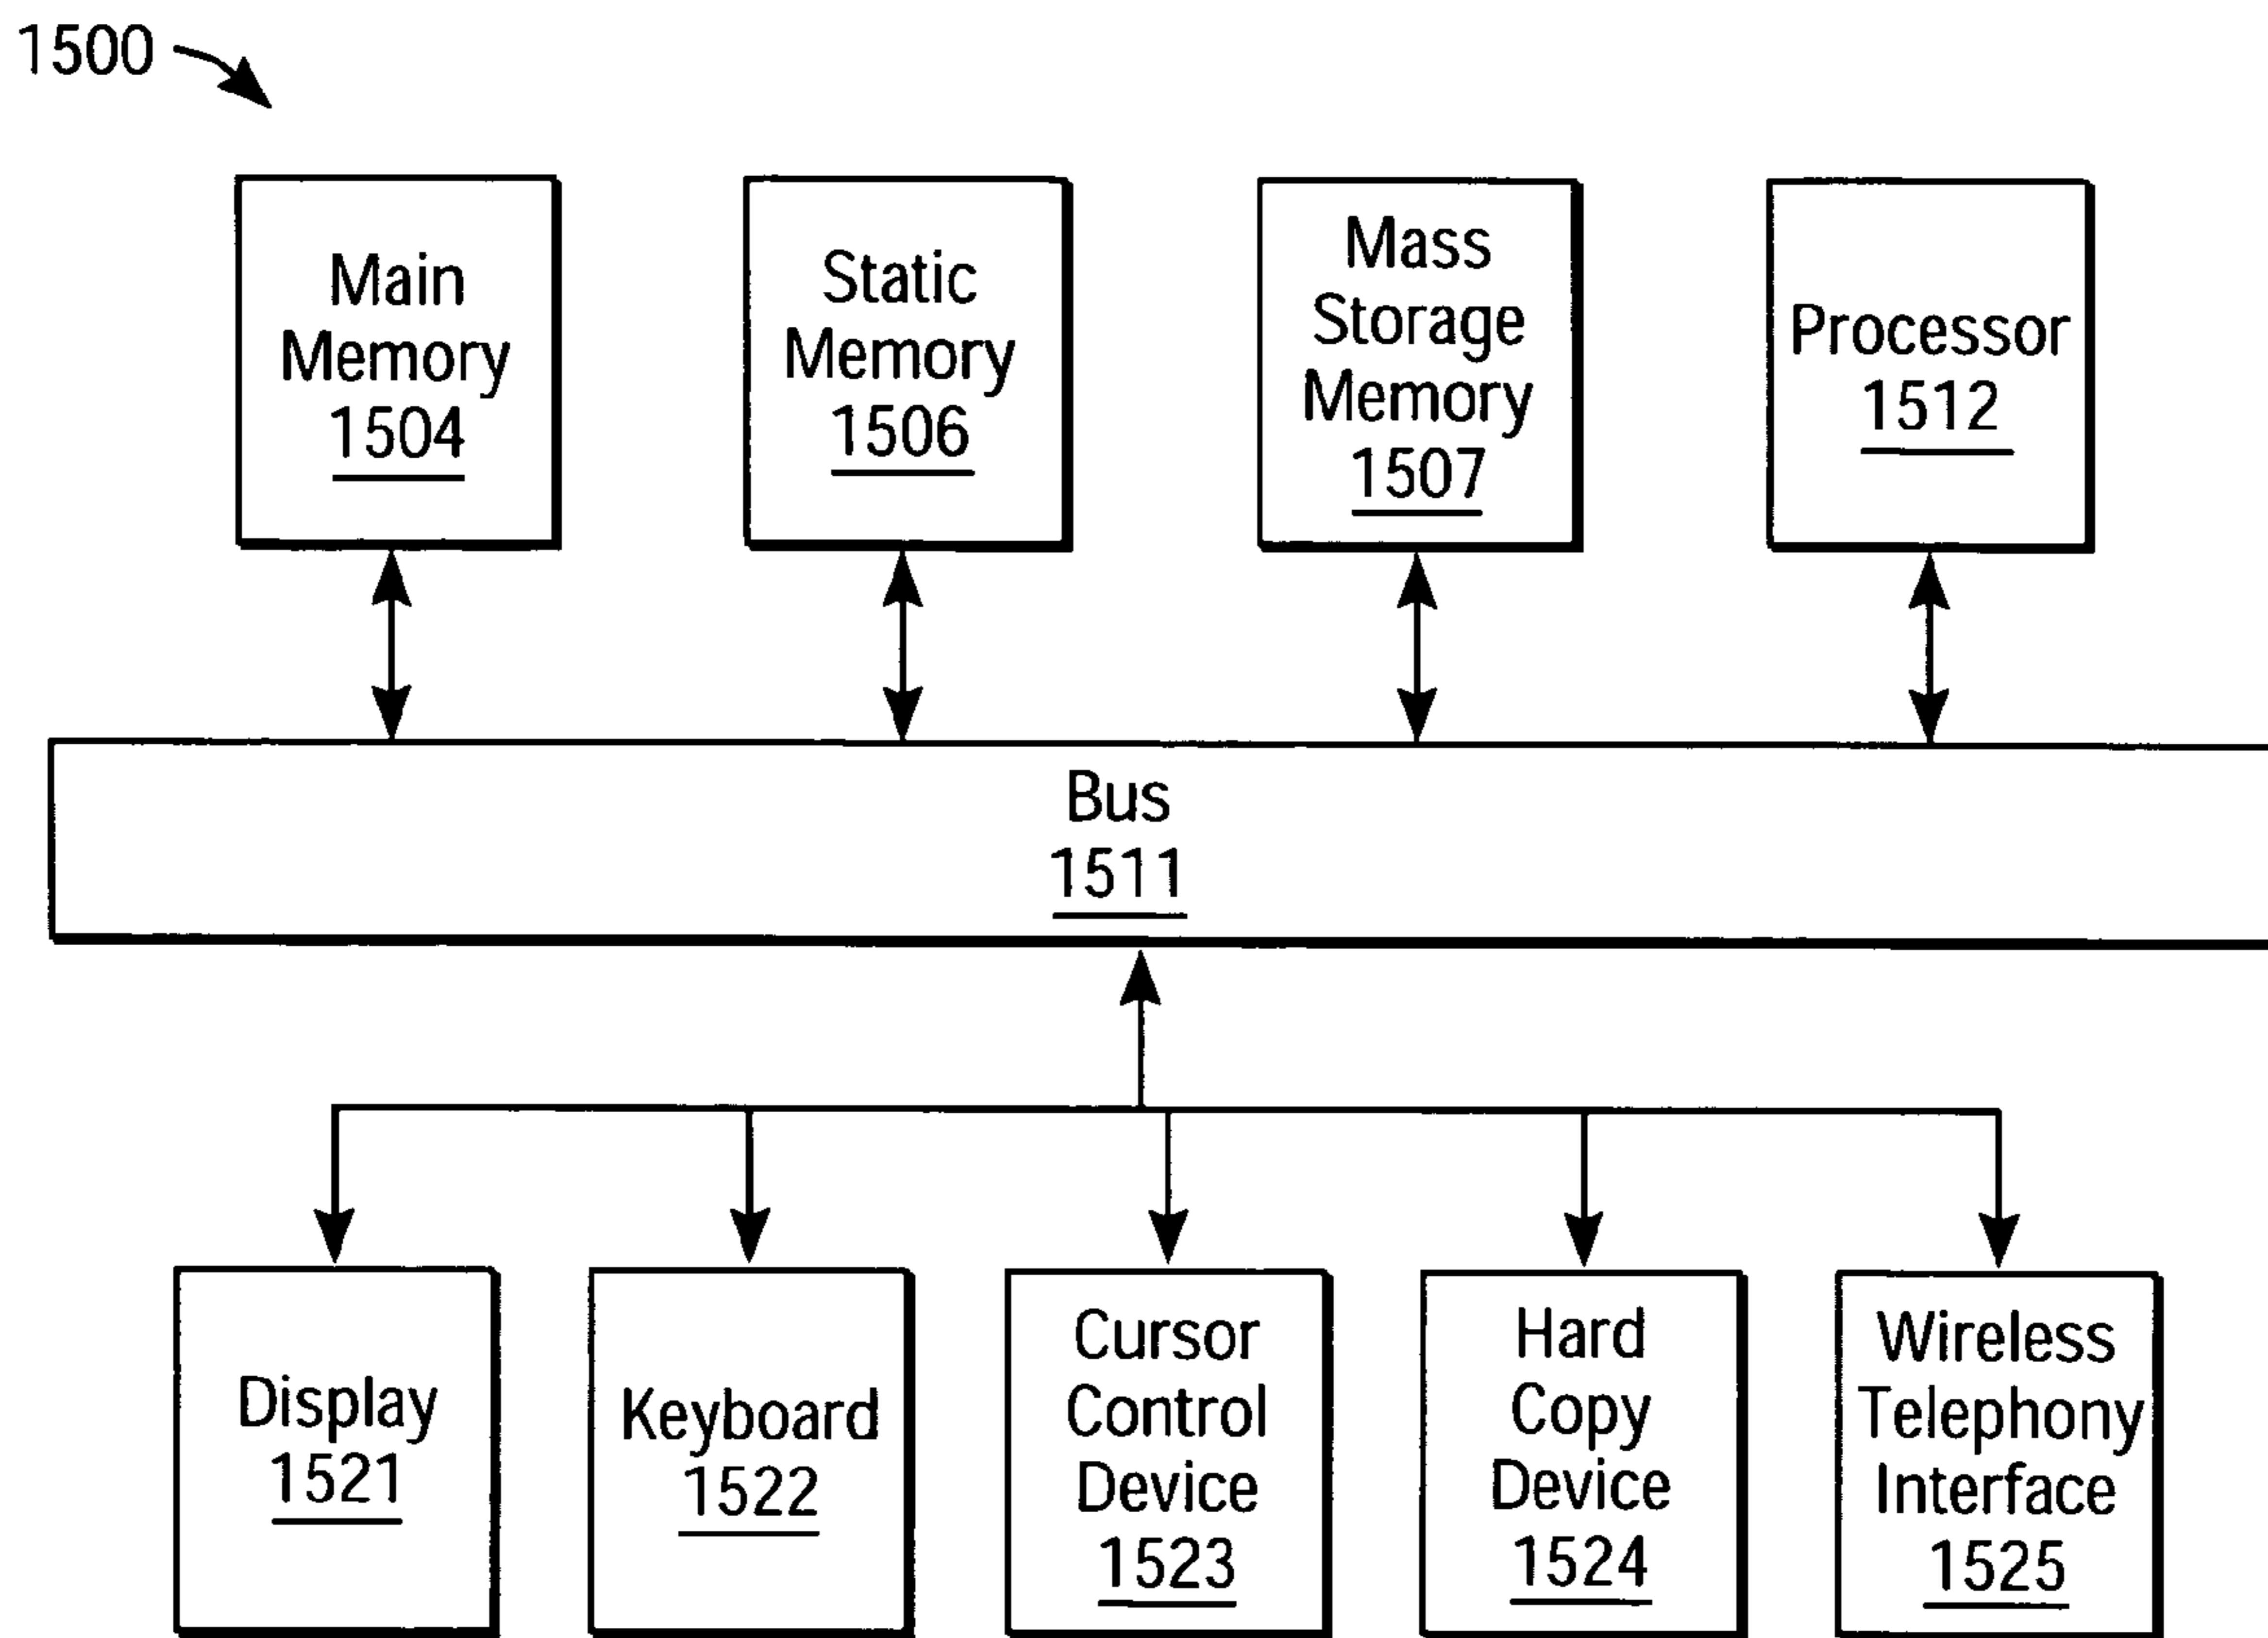 1500
Main
Memory
1504
Static
Memory
1506
Mass
Storage
Memory
1507
Processor
1512
Bus
1511
Display
1521
Keyboard
1522
Cursor
Control
Device
1523
Hard
Copy
Device
1524
Wireless
Telephony
Interface
1525